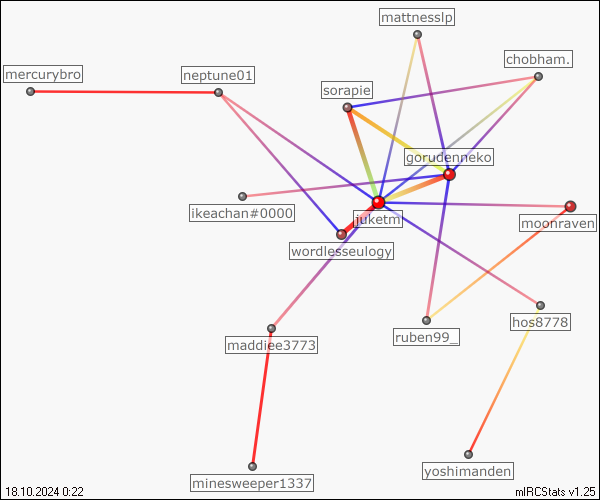 mattnesslp
chobham.
mercurybro
neptune01
sorapie
gorudenneko
ikeachan#0000
juketm
moonraven
wordlesseulogy
hos8778
ruben99_
maddiee3773
yoshimanden
minesweeper1337
18.10.2024 0:22
mIRCStats v1.25